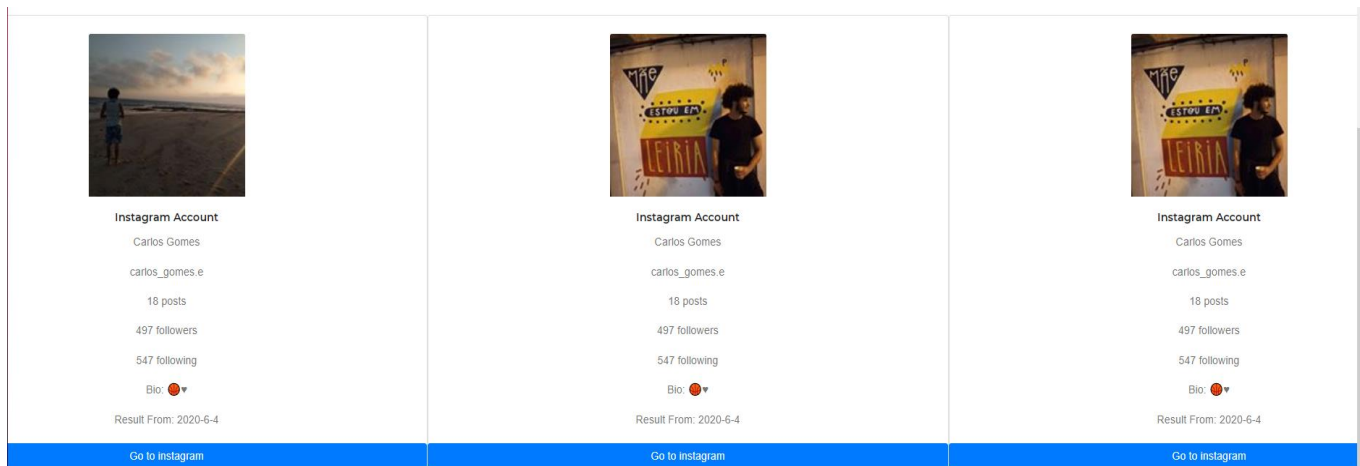 MÃE
ESTOU EM
LEIRIA
Instagram Account
Carlos Gomes
carlos_gomes.e
18 posts
497 followers
547 following
Bio: 🏀♥
Result From: 2020-6-4
Go to instagram
MÃE
ESTOU EM
LEIRIA
Instagram Account
Carlos Gomes
carlos_gomes.e
18 posts
497 followers
547 following
Bio: 🏀♥
Result From: 2020-6-4
Go to instagram
Instagram Account
Carlos Gomes
carlos_gomes.e
18 posts
497 followers
547 following
Bio: 🏀♥
Result From: 2020-6-4
Go to instagram